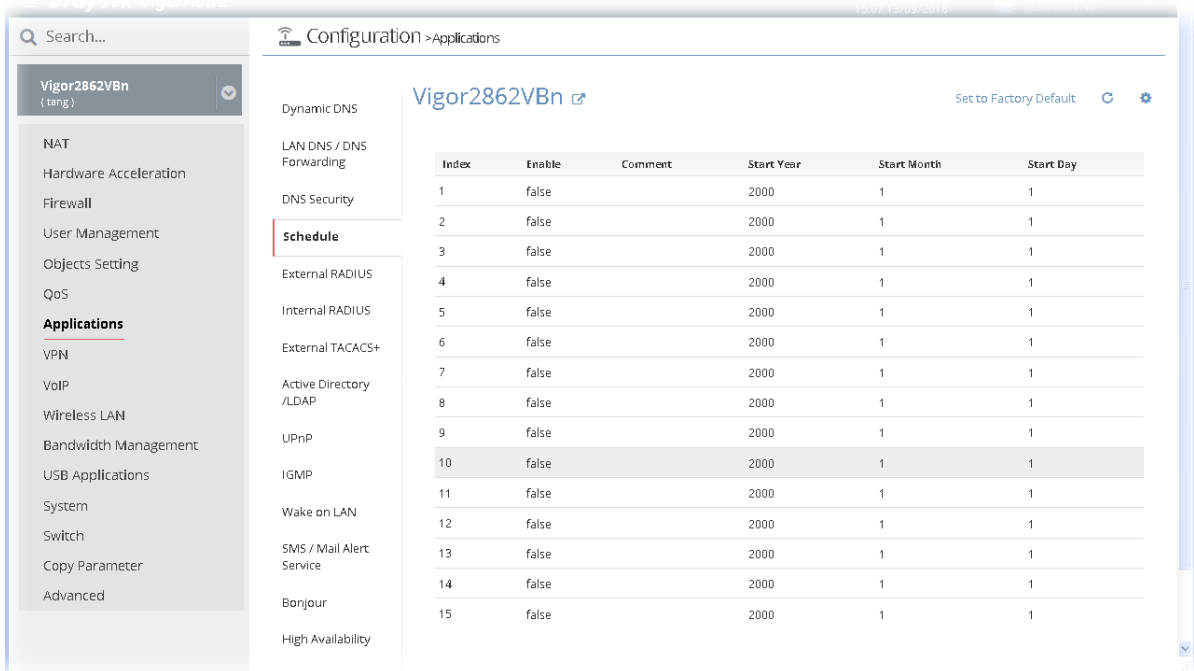 Search...
Configuration >Applications
Vigor2862VBn
( tang )
NAT
Hardware Acceleration
Firewall
User Management
Objects Setting
QoS
Applications
VPN
VoIP
Wireless LAN
Bandwidth Management
USB Applications
System
Switch
Copy Parameter
Advanced
Dynamic DNS
LAN DNS / DNS
Forwarding
DNS Security
Schedule
External RADIUS
Internal RADIUS
External TACACS+
Active Directory
/LDAP
UPnP
IGMP
Wake on LAN
SMS / Mail Alert
Service
Bonjour
High Availability
Vigor2862VBn
Set to Factory Default
Index Enable Comment Start Year Start Month Start Day
1 false 2000 1 1
2 false 2000 1 1
3 false 2000 1 1
4 false 2000 1 1
5 false 2000 1 1
6 false 2000 1 1
7 false 2000 1 1
8 false 2000 1 1
9 false 2000 1 1
10 false 2000 1 1
11 false 2000 1 1
12 false 2000 1 1
13 false 2000 1 1
14 false 2000 1 1
15 false 2000 1 1